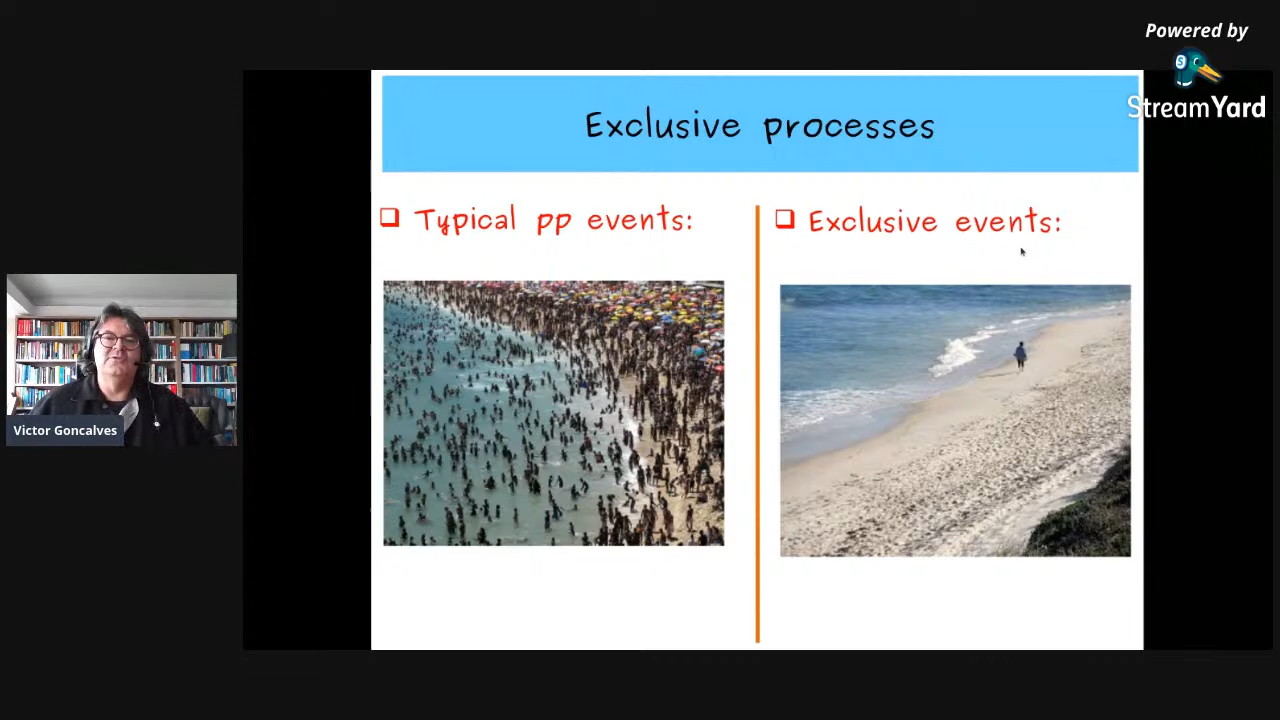 Powered by
StreamYard
Exclusive processes
❑ Typical pp events:
❑ Exclusive events:
Victor Goncalves